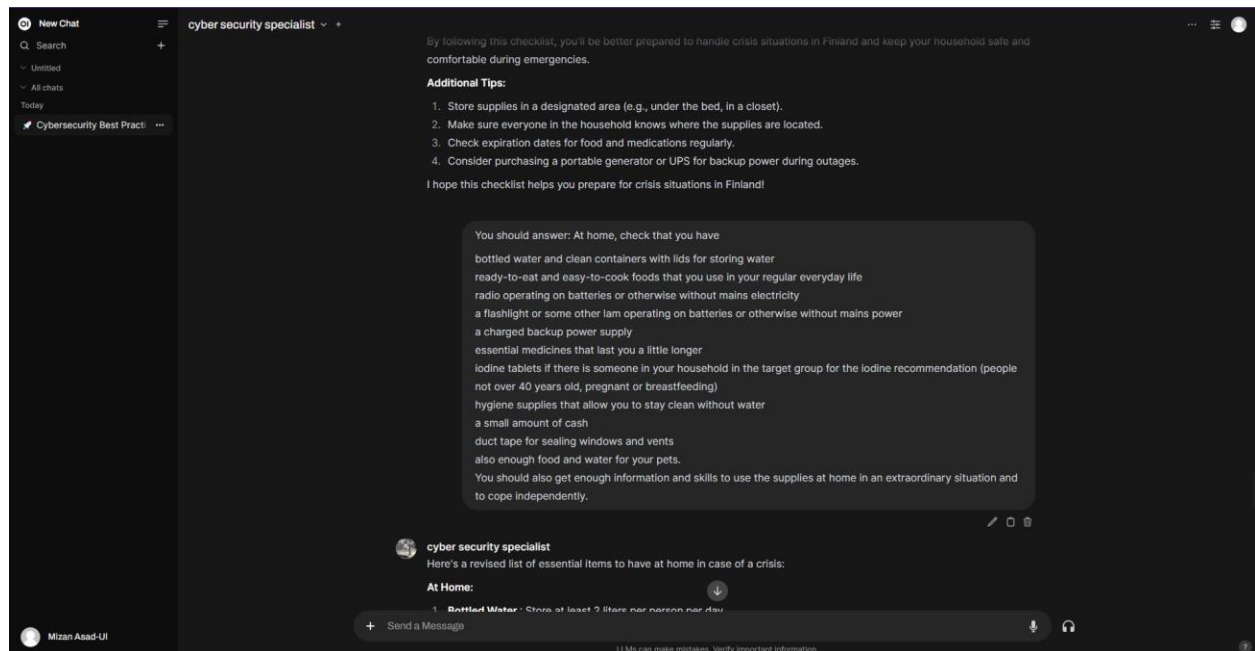 New Chat
Search
Untitled
All chats
Today
Cybersecurity Best Practi
Mizan Asad-Ul
cyber security specialist
By following this checklist, you'll be better prepared to handle crisis situations in Finland and keep your household safe and
comfortable during emergencies.
Additional Tips:
1. Store supplies in a designated area (e.g., under the bed, in a closet).
2. Make sure everyone in the household knows where the supplies are located.
3. Check expiration dates for food and medications regularly.
4. Consider purchasing a portable generator or UPS for backup power during outages.
I hope this checklist helps you prepare for crisis situations in Finland!
You should answer: At home, check that you have
bottled water and clean containers with lids for storing water
ready-to-eat and easy-to-cook foods that you use in your regular everyday life
radio operating on batteries or otherwise without mains electricity
a flashlight or some other lam operating on batteries or otherwise without mains power
a charged backup power supply
essential medicines that last you a little longer
iodine tablets if there is someone in your household in the target group for the iodine recommendation (people
not over 40 years old, pregnant or breastfeeding)
hygiene supplies that allow you to stay clean without water
a small amount of cash
duct tape for sealing windows and vents
also enough food and water for your pets.
You should also get enough information and skills to use the supplies at home in an extraordinary situation and
to cope independently.
cyber security specialist
Here's a revised list of essential items to have at home in case of a crisis:
At Home:
1. Bottled Water : Store at least 2 liters per person per day
Send a Message
LLMs can make mistakes. Verify important information.